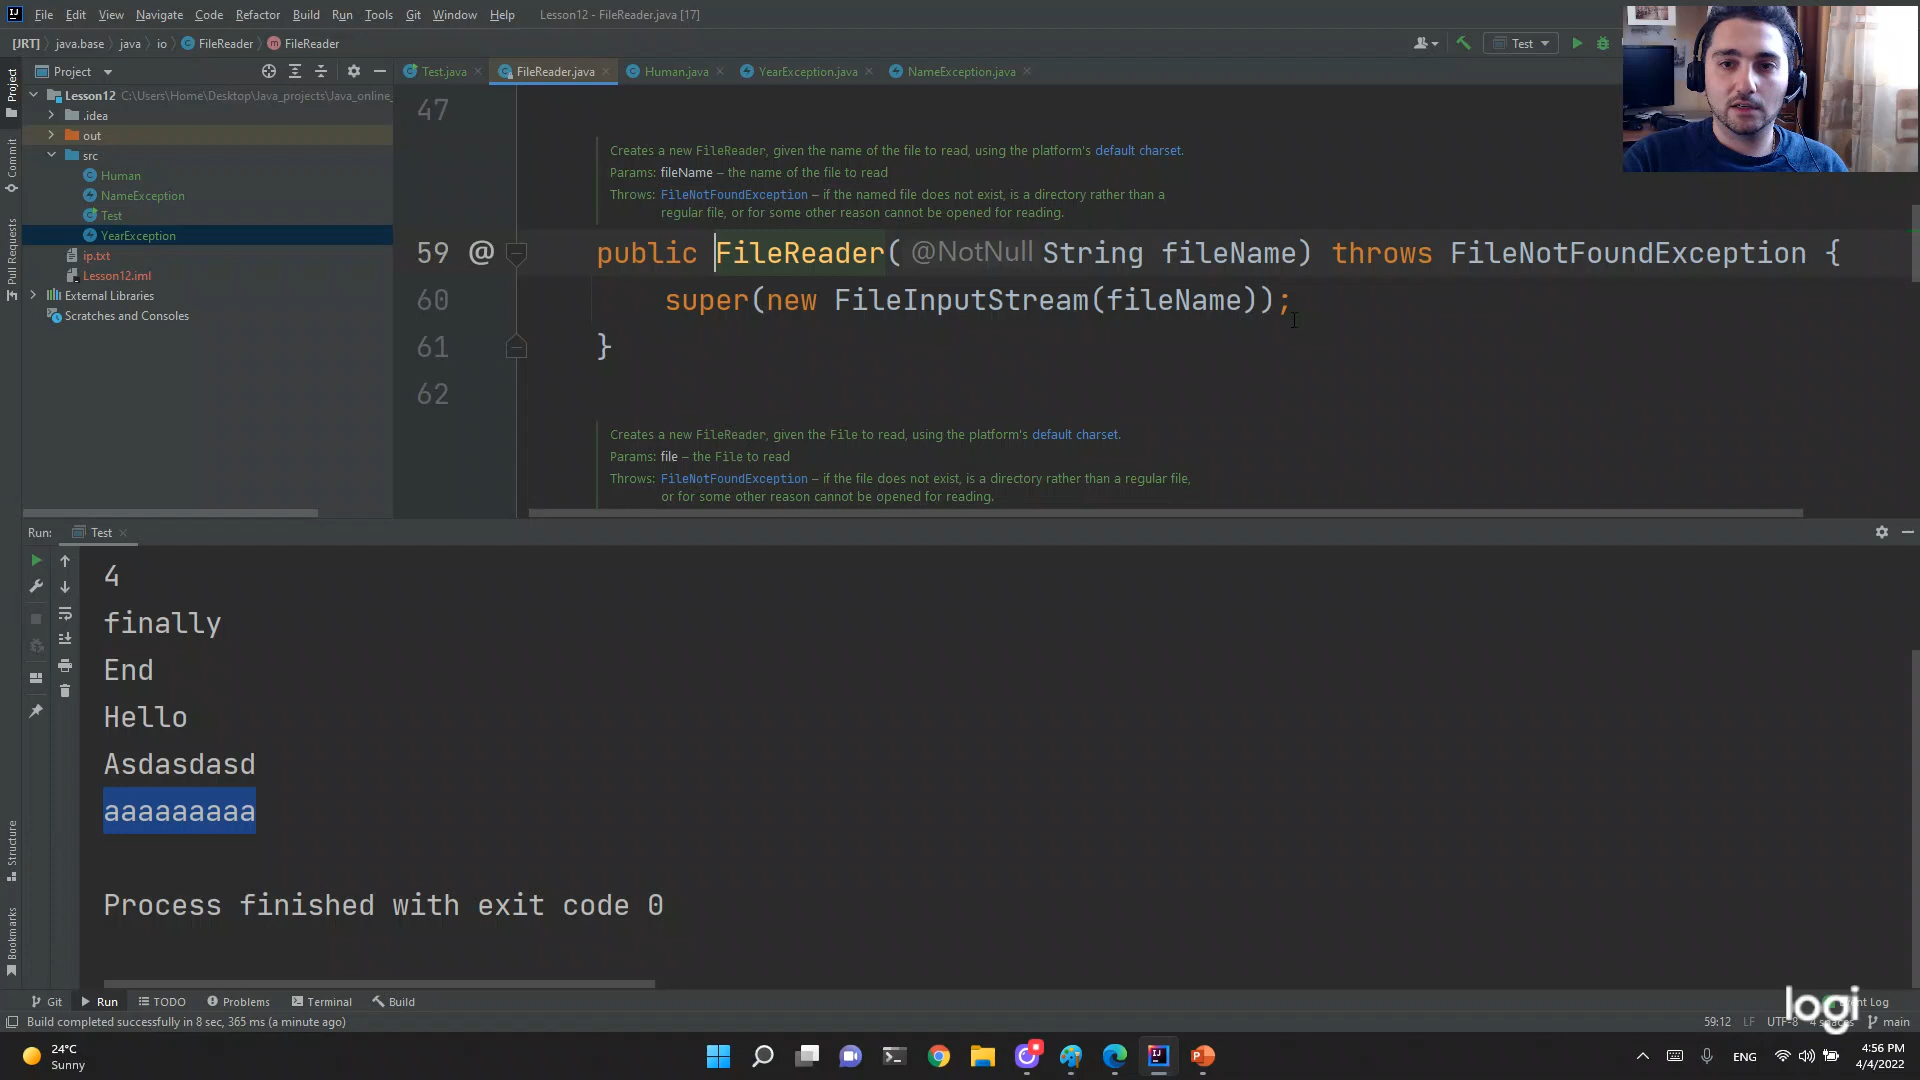 File Edit View Navigate Code Refactor Build Run Tools Git Window Help Lesson12 - FileReader.java [17]
[JRT] java.base java io FileReader FileReader Test
Project
Test.java FileReader.java Human.java YearException.java NameException.java
Project
Commit
Pull Requests
Lesson12 C:\Users\Home\Desktop\Java_projects\Java_online_
.idea
out
src
Human
NameException
Test
YearException
ip.txt
Lesson12.iml
External Libraries
Scratches and Consoles
47
Creates a new FileReader, given the name of the file to read, using the platform's default charset.
Params: fileName – the name of the file to read
Throws: FileNotFoundException – if the named file does not exist, is a directory rather than a
regular file, or for some other reason cannot be opened for reading.
59 @ public FileReader( @NotNull String fileName) throws FileNotFoundException {
60 super(new FileInputStream(fileName));
61 }
62
Creates a new FileReader, given the File to read, using the platform's default charset.
Params: file – the File to read
Throws: FileNotFoundException – if the file does not exist, is a directory rather than a regular file,
or for some other reason cannot be opened for reading.
Run: Test
4
finally
End
Hello
Asdasdasd
aaaaaaaaa
Process finished with exit code 0
Structure
Bookmarks
Git Run TODO Problems Terminal Build Log
logi
Build completed successfully in 8 sec, 365 ms (a minute ago) 59:12 LF UTF-8 4 spaces main
24°C
Sunny
ENG
4:56 PM
4/4/2022